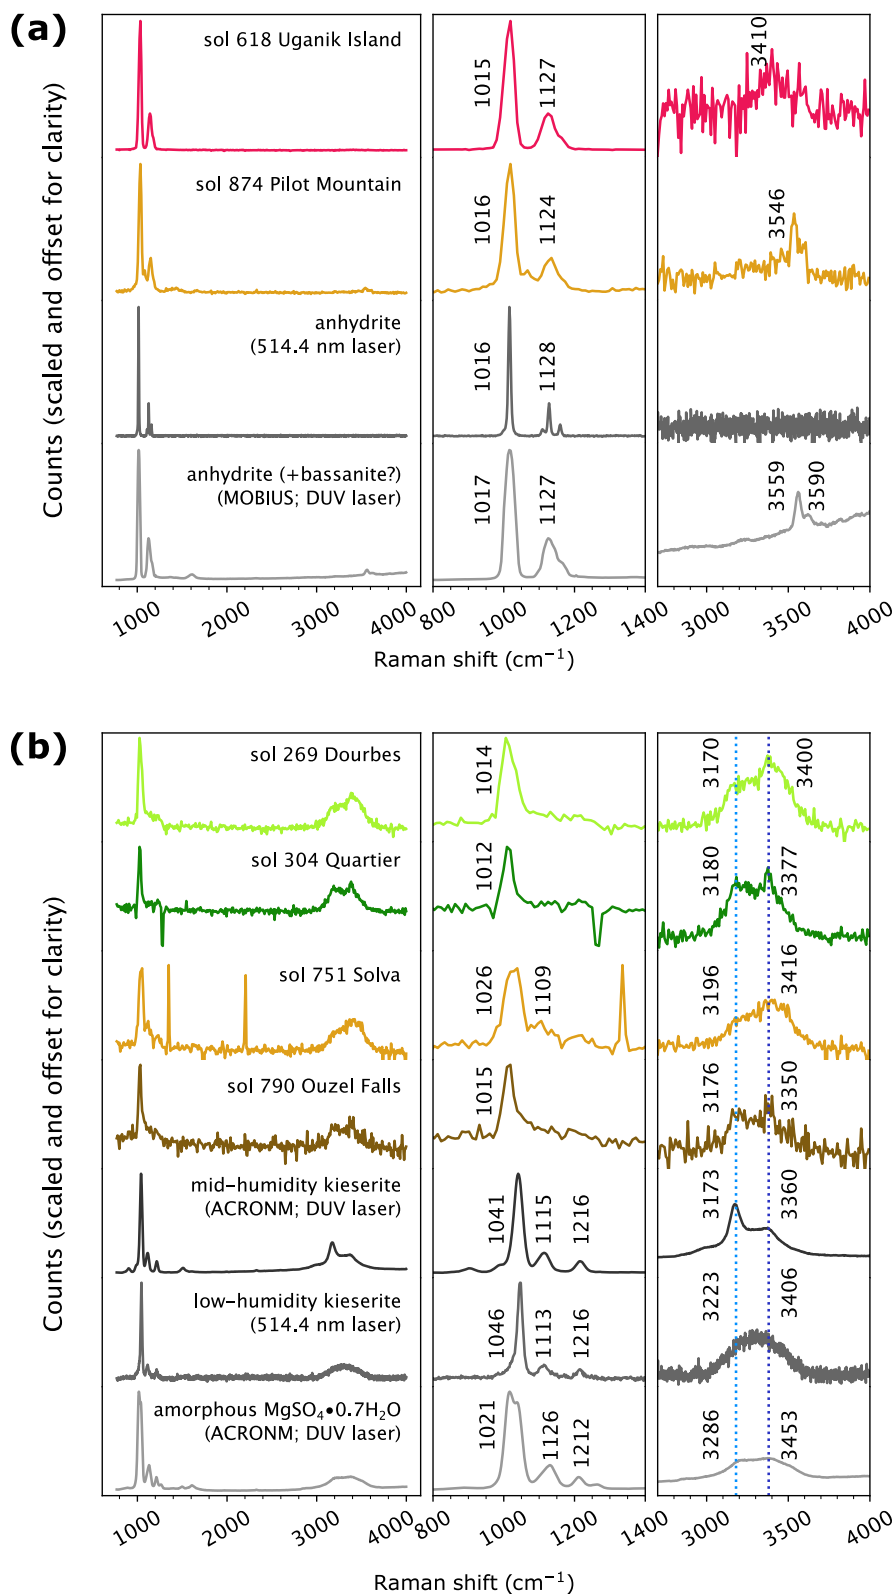 (a)
Counts (scaled and offset for clarity)
sol 618 Uganik Island
1015
1127
3410
sol 874 Pilot Mountain
1016
1124
3546
anhydrite
(514.4 nm laser)
1016
1128
anhydrite (+bassanite?)
(MOBIUS; DUV laser)
1017
1127
3559
3590
1000 2000 3000 4000 800 1000 1200 1400 3000 3500 4000
Raman shift (cm⁻¹)
(b)
Counts (scaled and offset for clarity)
sol 269 Dourbes
1014
3170
3400
sol 304 Quartier
1012
3180
3377
sol 751 Solva
1026
1109
3196
3416
sol 790 Ouzel Falls
1015
3176
3350
mid−humidity kieserite
(ACRONM; DUV laser)
1041
1115
1216
3173
3360
low−humidity kieserite
(514.4 nm laser)
1046
1113
1216
3223
3406
amorphous MgSO₄•0.7H₂O
(ACRONM; DUV laser)
1021
1126
1212
3286
3453
1000 2000 3000 4000 800 1000 1200 1400 3000 3500 4000
Raman shift (cm⁻¹)